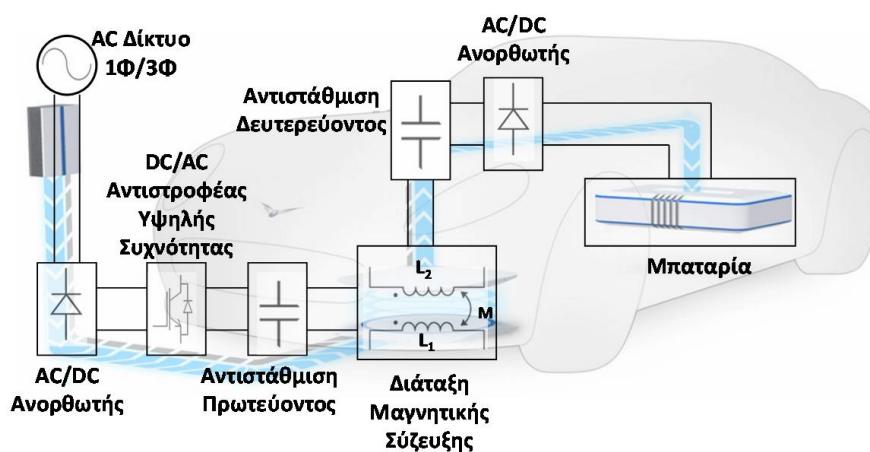 AC Δίκτυο
1Φ/3Φ
AC/DC
Ανορθωτής
Αντιστάθμιση
Δευτερεύοντος
DC/AC
Αντιστροφέας
Υψηλής
Συχνότητας
Μπαταρία
L₂
M
L₁
AC/DC
Ανορθωτής
Αντιστάθμιση
Πρωτεύοντος
Διάταξη
Μαγνητικής
Σύζευξης